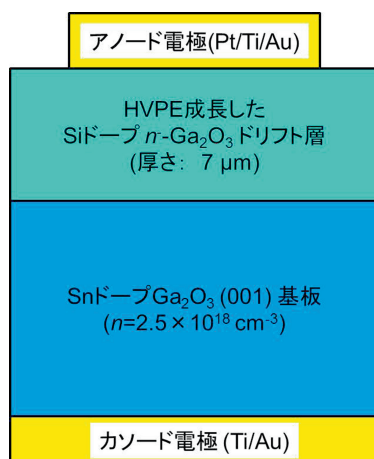 アノード電極(Pt/Ti/Au)
HVPE成長した
Siドープ n⁻-Ga₂O₃ ドリフト層
(厚さ: 7 μm)
SnドープGa₂O₃ (001) 基板
(n=2.5×10¹⁸ cm⁻³)
カソード電極 (Ti/Au)